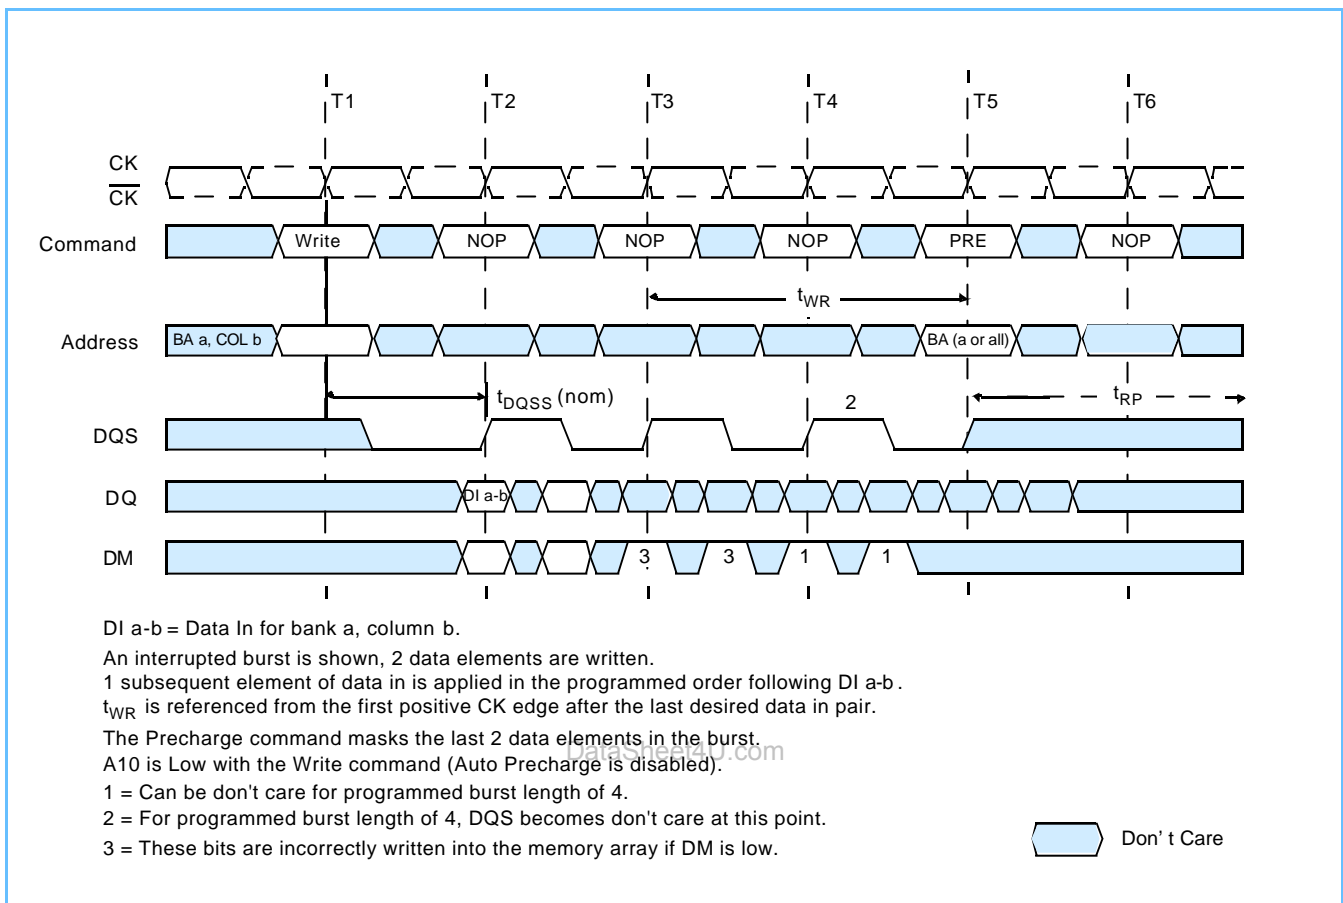 T1 T2 T3 T4 T5 T6
CK
CK
Command Write NOP NOP NOP PRE NOP
tWR
Address BA a, COL b BA (a or all)
tDQSS (nom) 2 tRP
DQS
DQ DI a-b
DM 3 3 1 1
DI a-b = Data In for bank a, column b.
An interrupted burst is shown, 2 data elements are written.
1 subsequent element of data in is applied in the programmed order following DI a-b.
tWR is referenced from the first positive CK edge after the last desired data in pair.
The Precharge command masks the last 2 data elements in the burst.
DataSheet4U.com
A10 is Low with the Write command (Auto Precharge is disabled).
1 = Can be don't care for programmed burst length of 4.
2 = For programmed burst length of 4, DQS becomes don't care at this point.
3 = These bits are incorrectly written into the memory array if DM is low.
Don' t Care